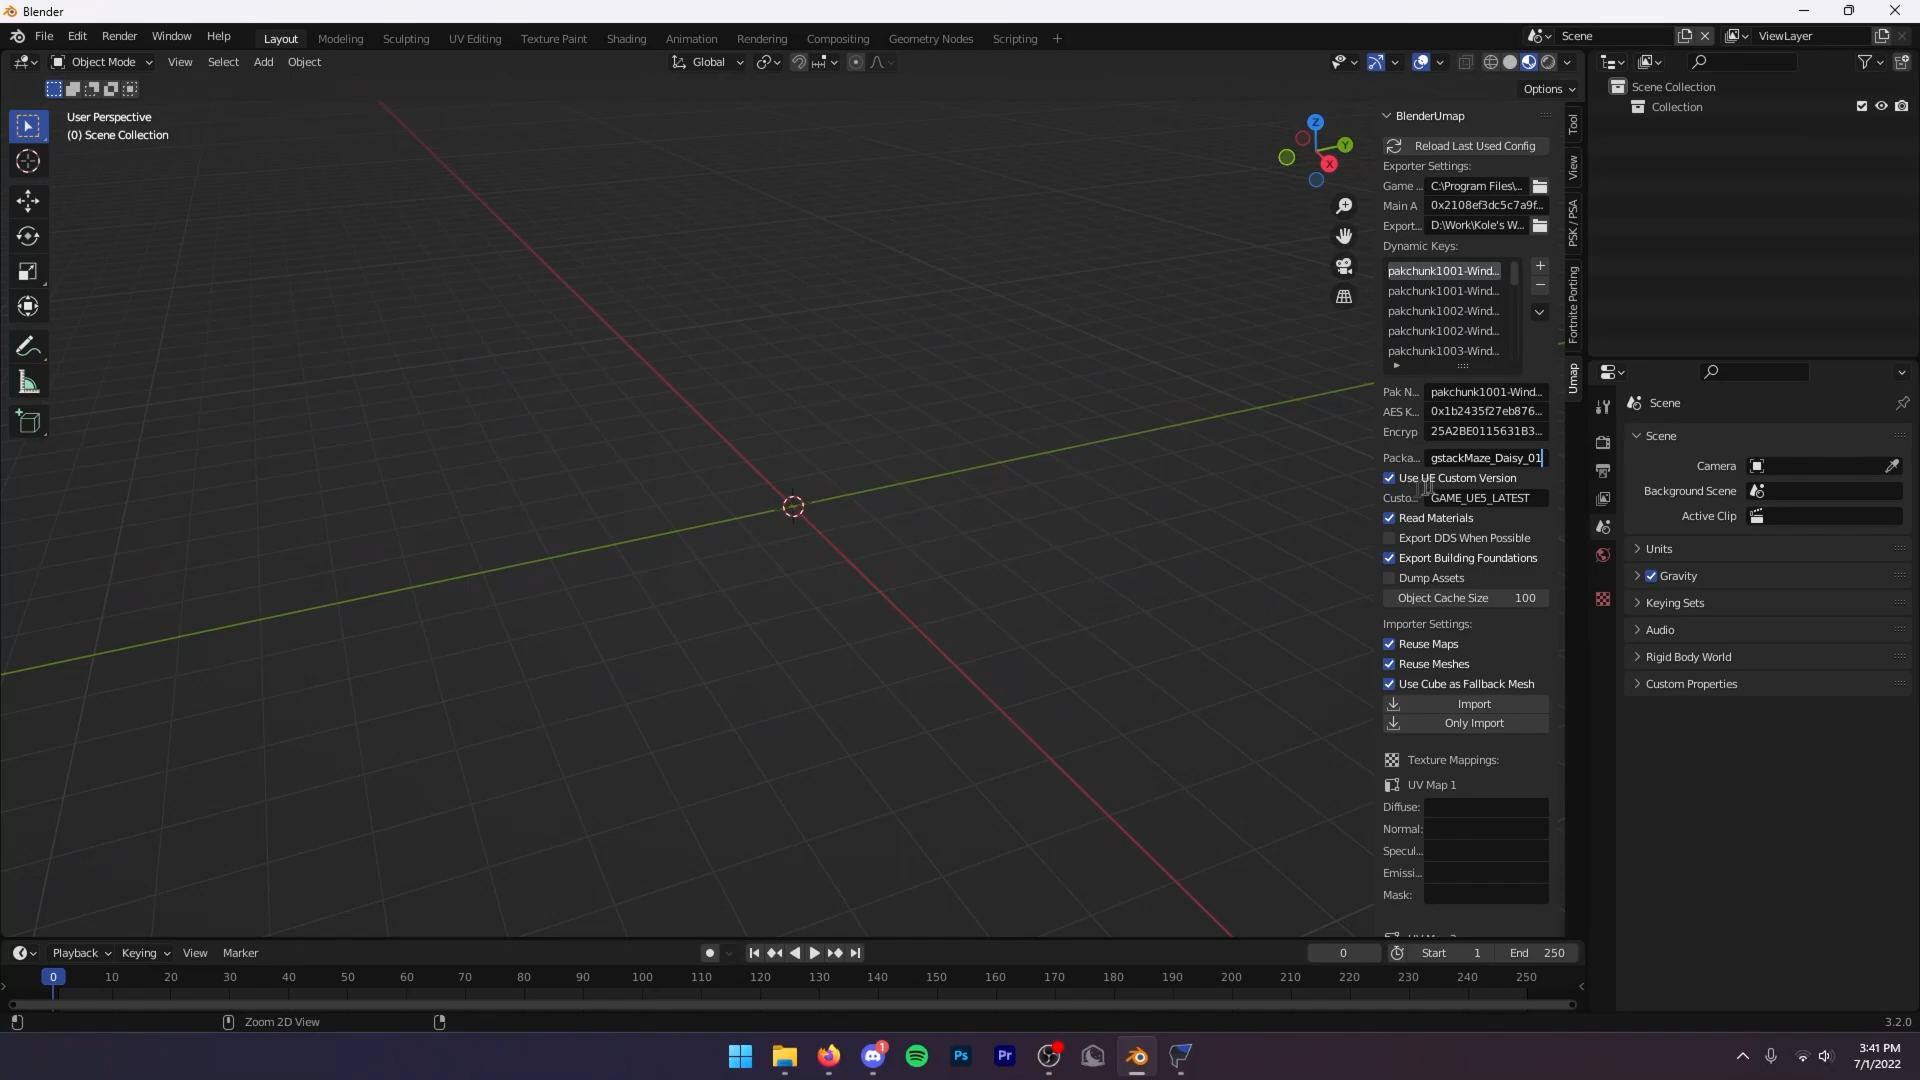 Blender
File Edit Render Window Help Layout Modeling Sculpting UV Editing Texture Paint Shading Animation Rendering Compositing Geometry Nodes Scripting + Scene ViewLayer
Object Mode View Select Add Object Global
Options
User Perspective
(0) Scene Collection
Z
Y
X
BlenderUmap
Reload Last Used Config
Exporter Settings:
Game ... C:\Program Files\...
Main A 0x2108ef3dc5c7a9f...
Export... D:\Work\Kole's W...
Dynamic Keys:
pakchunk1001-Wind...
pakchunk1001-Wind...
pakchunk1002-Wind...
pakchunk1002-Wind...
pakchunk1003-Wind...
Pak N... pakchunk1001-Wind...
AES K... 0x1b2435f27eb876...
Encryp 25A2BE0115631B3...
Packa... gstackMaze_Daisy_01
Use UE Custom Version
Custo... GAME_UE5_LATEST
Read Materials
Export DDS When Possible
Export Building Foundations
Dump Assets
Object Cache Size 100
Importer Settings:
Reuse Maps
Reuse Meshes
Use Cube as Fallback Mesh
Import
Only Import
Texture Mappings:
UV Map 1
Diffuse:
Normal:
Specul...
Emissi...
Mask:
Tool
View
PSK / PSA
Fortnite Porting
Umap
Scene Collection
Collection
Scene
Scene
Camera
Background Scene
Active Clip
Units
Gravity
Keying Sets
Audio
Rigid Body World
Custom Properties
Playback Keying View Marker 0 Start 1 End 250
0 10 20 30 40 50 60 70 80 90 100 110 120 130 140 150 160 170 180 190 200 210 220 230 240 250
Zoom 2D View 3.2.0
1
Ps
Pr
3:41 PM
7/1/2022